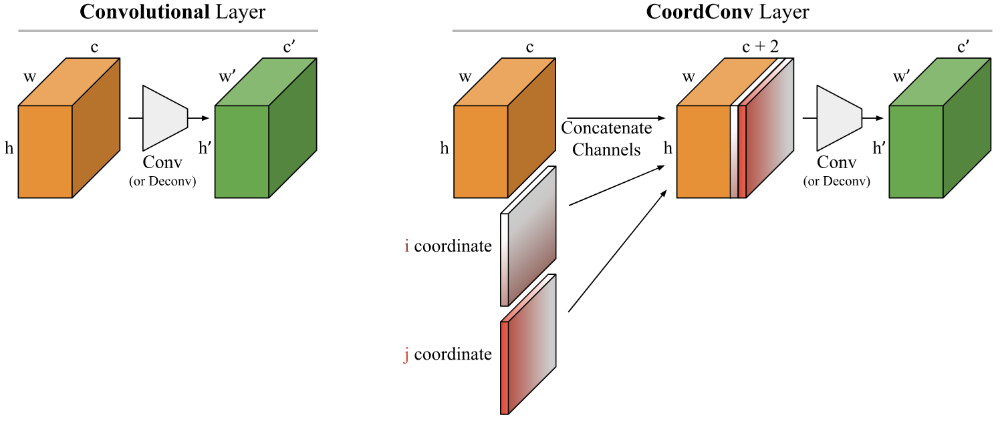 Convolutional Layer
c
w
h
Conv
(or Deconv)
c′
w′
h′
CoordConv Layer
c
w
h
i coordinate
j coordinate
Concatenate
Channels
c + 2
w
h
Conv
(or Deconv)
c′
w′
h′